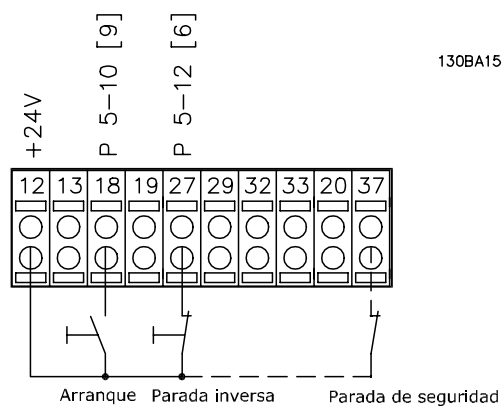 130BA15
+24V
P 5-10 [9]
P 5-12 [6]
12 13 18 19 27 29 32 33 20 37
Arranque Parada inversa Parada de seguridad